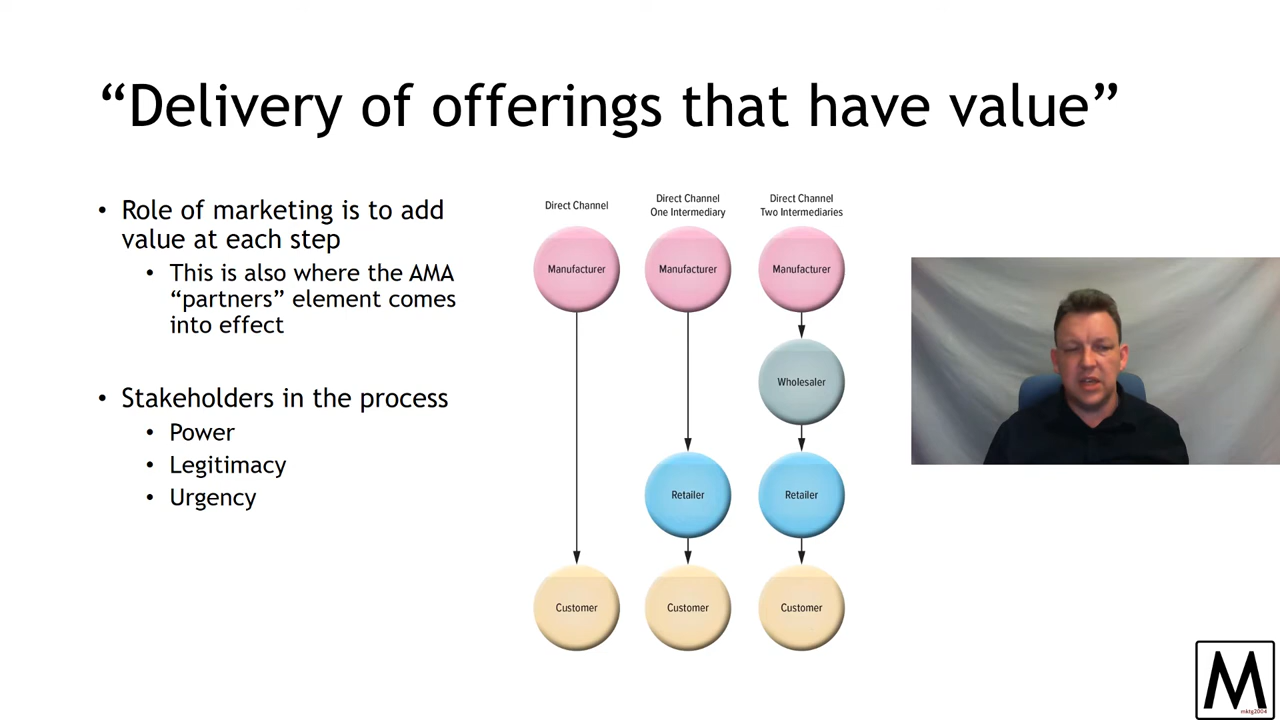 “Delivery of offerings that have value”
• Role of marketing is to add
value at each step
• This is also where the AMA
“partners” element comes
into effect
• Stakeholders in the process
• Power
• Legitimacy
• Urgency
Direct Channel
Direct Channel
One Intermediary
Direct Channel
Two Intermediaries
Manufacturer
Manufacturer
Manufacturer
Wholesaler
Retailer
Retailer
Customer
Customer
Customer
M
mktg2004